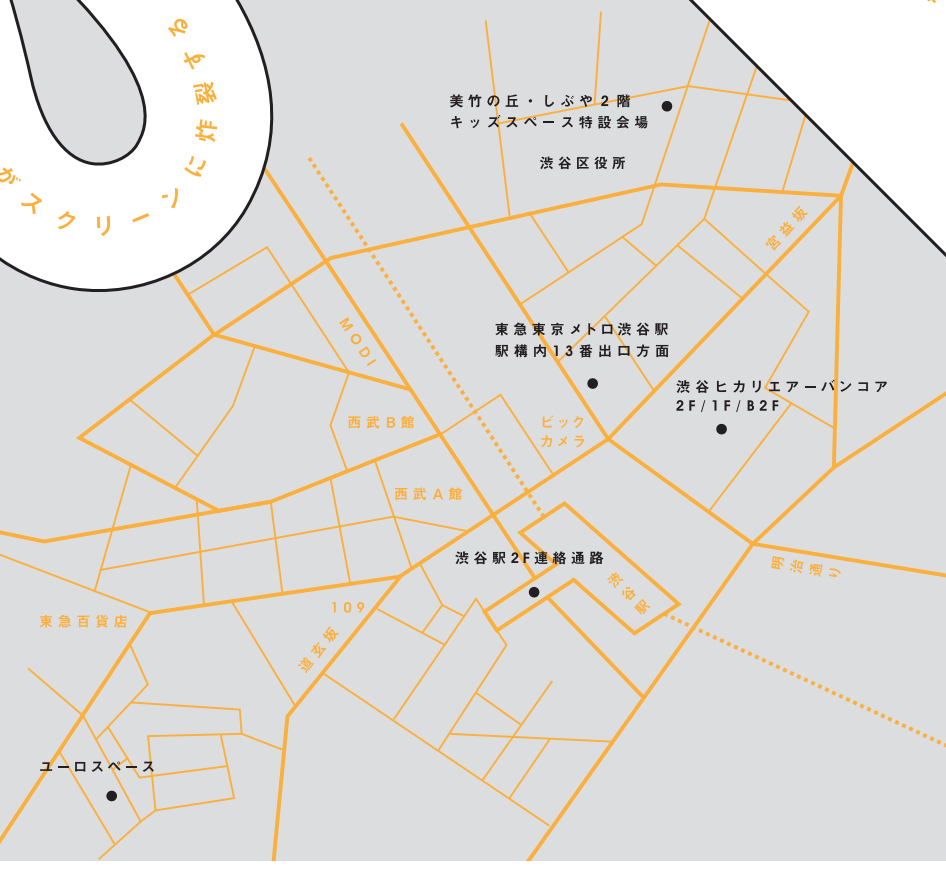 がスクリーンに炸裂する
美竹の丘・しぶや2階
キッズスペース特設会場
渋谷区役所
宮益坂
東急東京メトロ渋谷駅
駅構内13番出口方面
MODI
渋谷ヒカリエアーバンコア
2F/1F/B2F
西武B館
ビック
カメラ
西武A館
渋谷駅2F連絡通路
明治通り
渋谷駅
109
東急百貨店
道玄坂
ユーロスペース